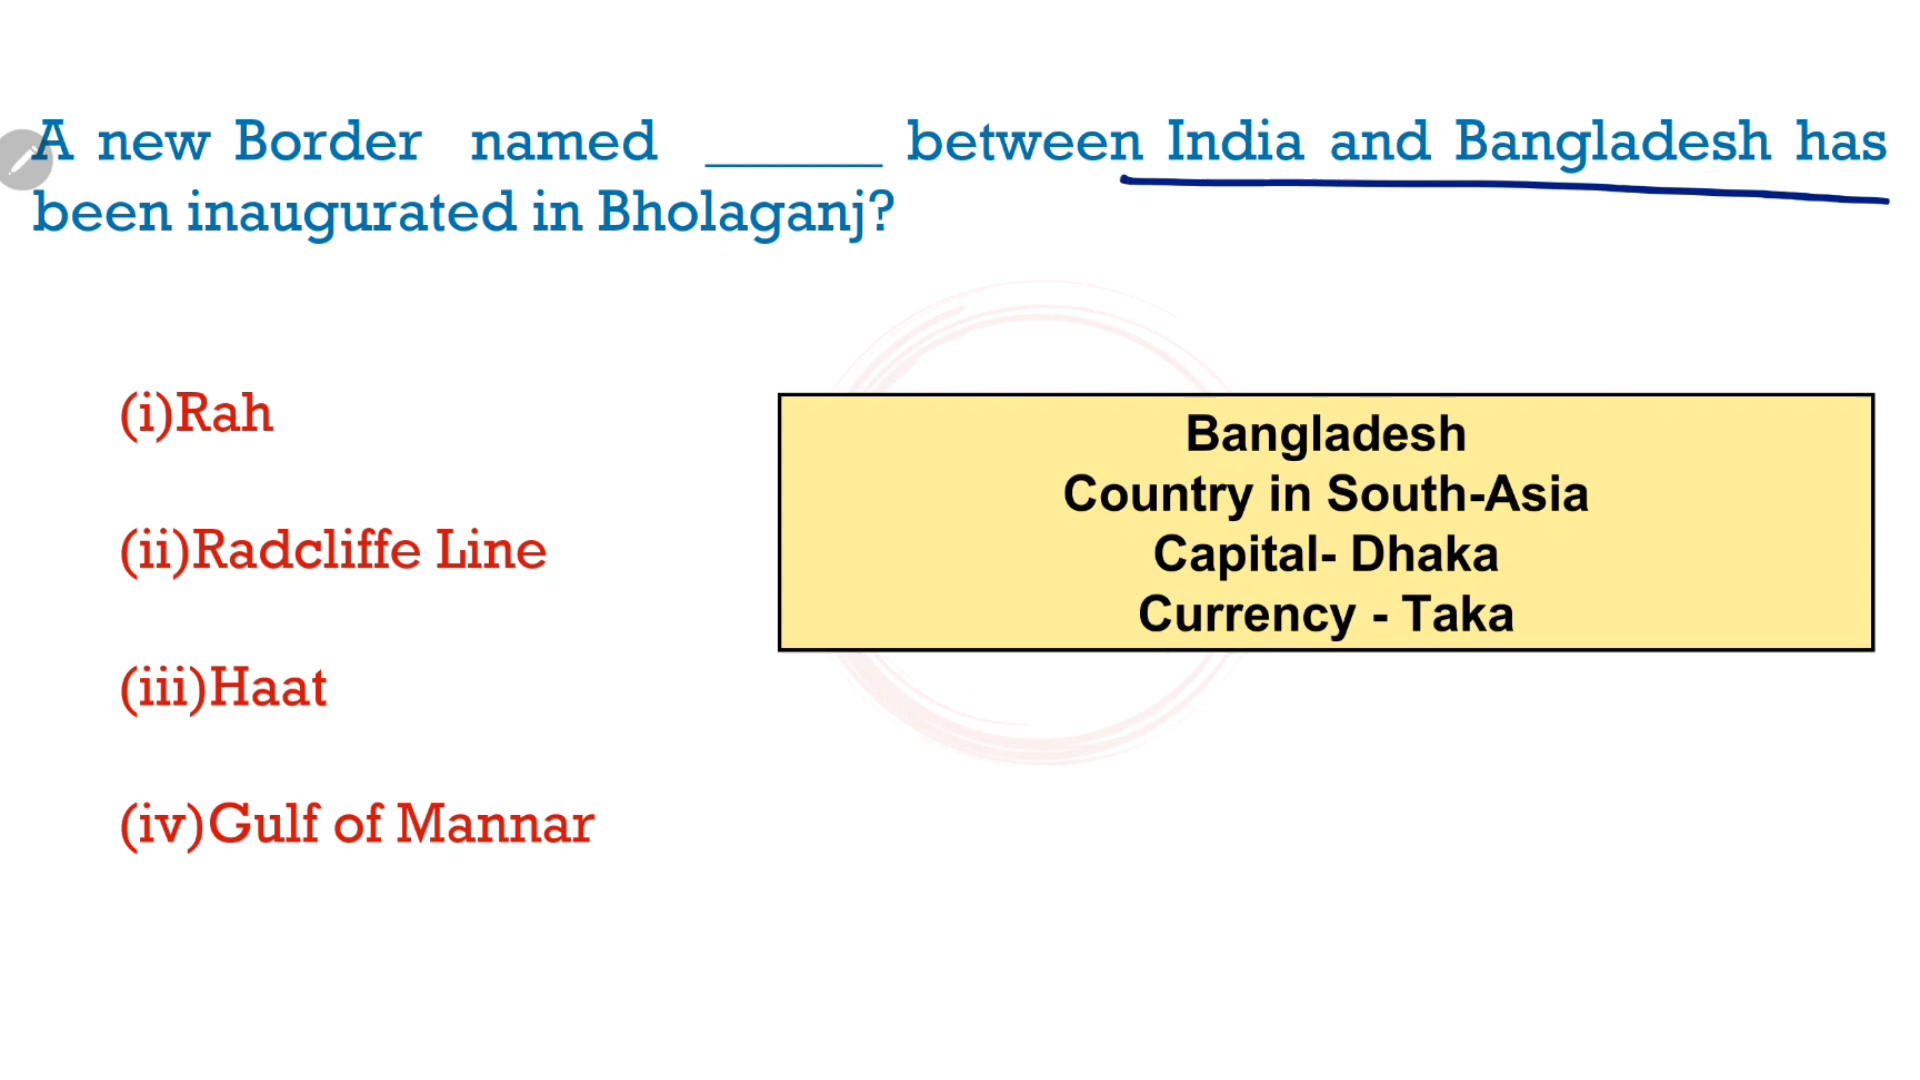 A new Border named ______ between India and Bangladesh has
been inaugurated in Bholaganj?
(i)Rah
(ii)Radcliffe Line
(iii)Haat
(iv)Gulf of Mannar
Bangladesh
Country in South-Asia
Capital- Dhaka
Currency - Taka